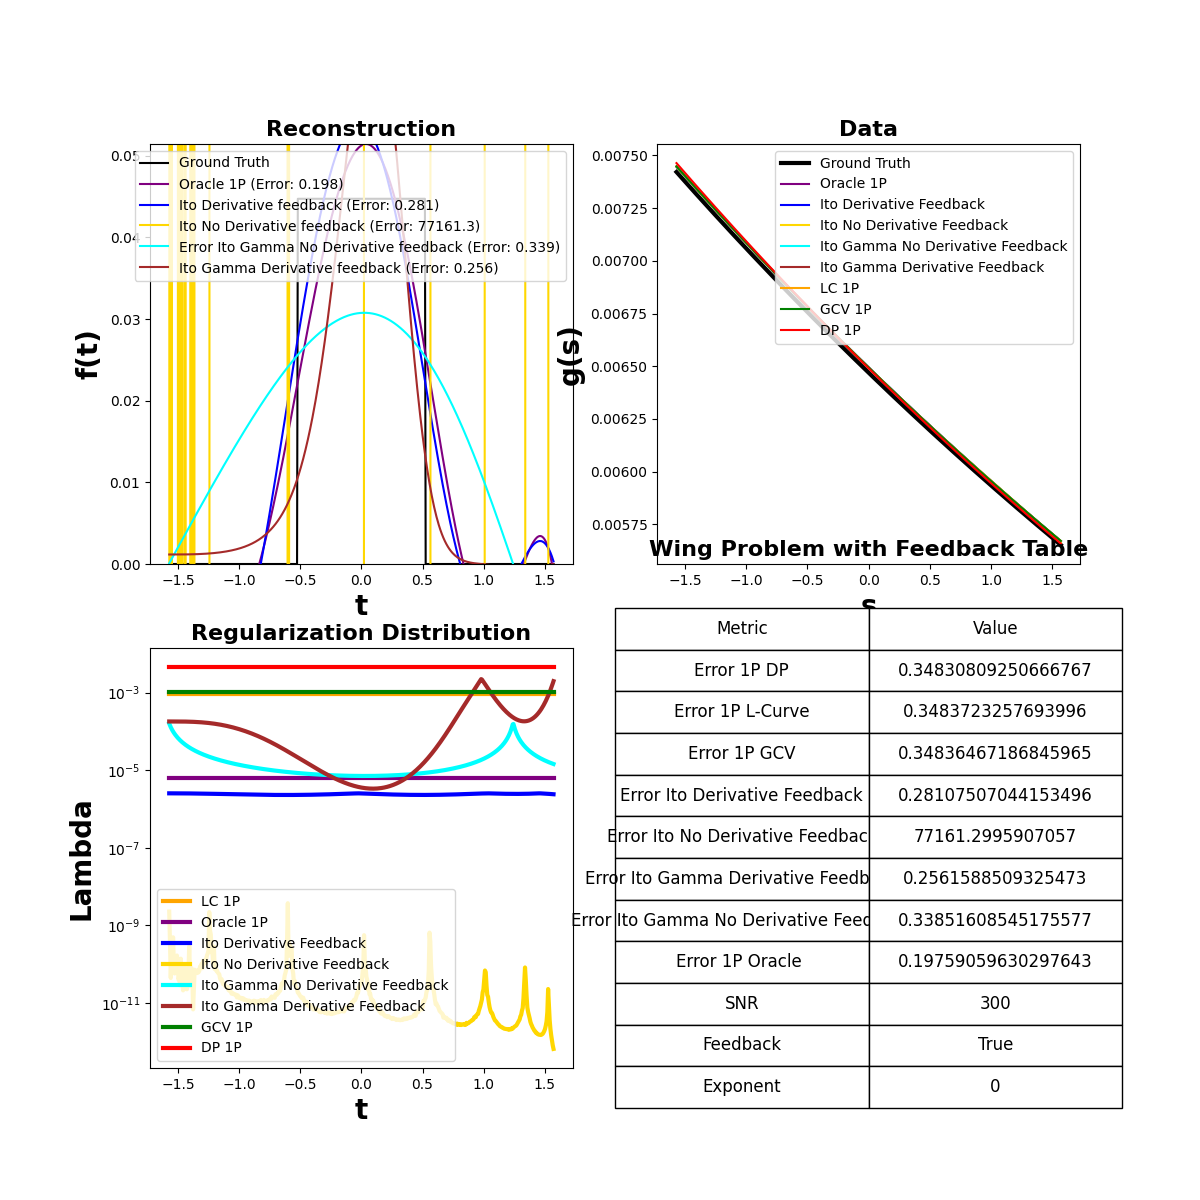 Reconstruction
0.05
0.04
0.03
0.02
0.01
0.00
f(t)
Ground Truth
Oracle 1P (Error: 0.198)
Ito Derivative feedback (Error: 0.281)
Ito No Derivative feedback (Error: 77161.3)
Error Ito Gamma No Derivative feedback (Error: 0.339)
Ito Gamma Derivative feedback (Error: 0.256)
−1.5 −1.0 −0.5 0.0 0.5 1.0 1.5
t
Data
0.00750
0.00725
0.00700
0.00675
0.00650
0.00625
0.00600
0.00575
g(s)
Ground Truth
Oracle 1P
Ito Derivative Feedback
Ito No Derivative Feedback
Ito Gamma No Derivative Feedback
Ito Gamma Derivative Feedback
LC 1P
GCV 1P
DP 1P
−1.5 −1.0 −0.5 0.0 0.5 1.0 1.5
s
Regularization Distribution
10−3
10−5
10−7
10−9
10−11
Lambda
LC 1P
Oracle 1P
Ito Derivative Feedback
Ito No Derivative Feedback
Ito Gamma No Derivative Feedback
Ito Gamma Derivative Feedback
GCV 1P
DP 1P
−1.5 −1.0 −0.5 0.0 0.5 1.0 1.5
t
Wing Problem with Feedback Table
Metric Value
Error 1P DP 0.34830809250666767
Error 1P L-Curve 0.3483723257693996
Error 1P GCV 0.34836467186845965
Error Ito Derivative Feedback 0.28107507044153496
Error Ito No Derivative Feedbac 77161.2995907057
Error Ito Gamma Derivative Feedb 0.2561588509325473
Error Ito Gamma No Derivative Feed 0.33851608545175577
Error 1P Oracle 0.19759059630297643
SNR 300
Feedback True
Exponent 0